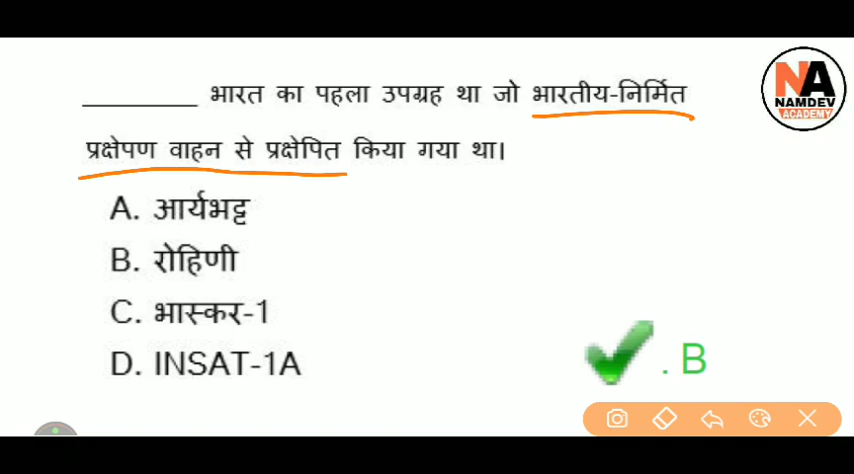 ________ भारत का पहला उपग्रह था जो भारतीय-निर्मित
प्रक्षेपण वाहन से प्रक्षेपित किया गया था।
A. आर्यभट्ट
B. रोहिणी
C. भास्कर-1
D. INSAT-1A
. B
NA
NAMDEV
ACADEMY